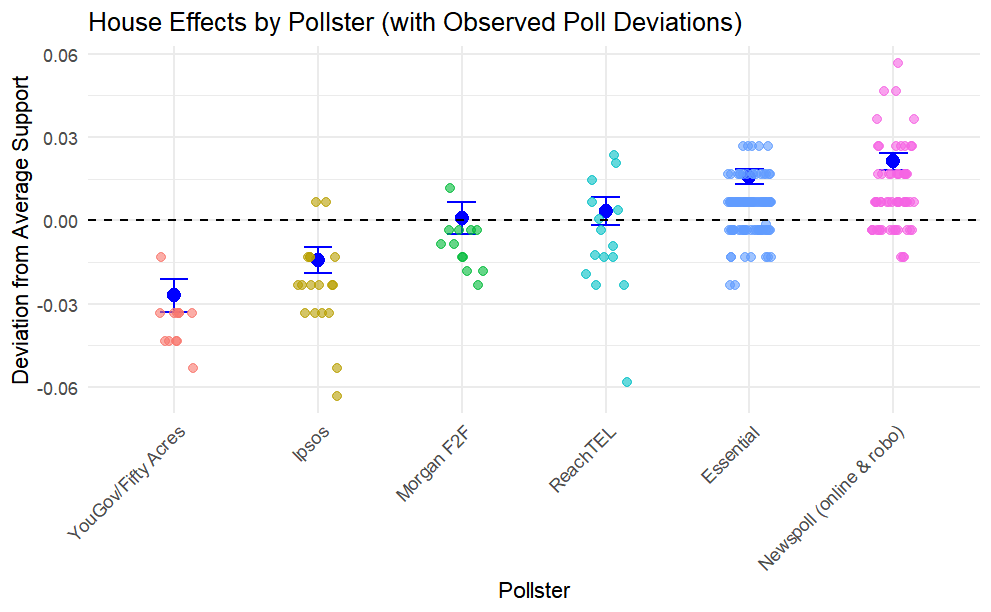 House Effects by Pollster (with Observed Poll Deviations)
Deviation from Average Support
0.06
0.03
0.00
-0.03
-0.06
YouGov/Fifty Acres
Ipsos
Morgan F2F
ReachTEL
Essential
Newspoll (online & robo)
Pollster